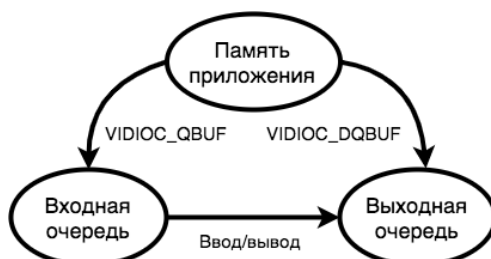 Память
приложения
VIDIOC_QBUF
VIDIOC_DQBUF
Входная
очередь
Ввод/вывод
Выходная
очередь